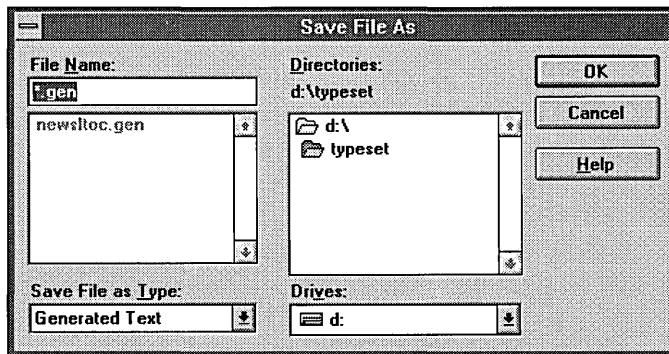 Save File As
File Name:
*.gen
newsltoc.gen
Save File as Type:
Generated Text
Directories:
d:\typeset
d:\
typeset
Drives:
d:
OK
Cancel
Help